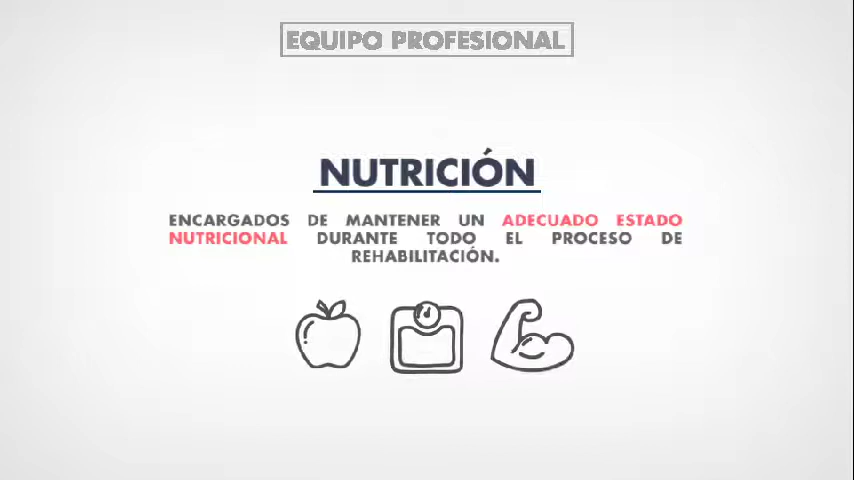 EQUIPO PROFESIONAL
NUTRICIÓN
ENCARGADOS DE MANTENER UN ADECUADO ESTADO
NUTRICIONAL DURANTE TODO EL PROCESO DE
REHABILITACIÓN.